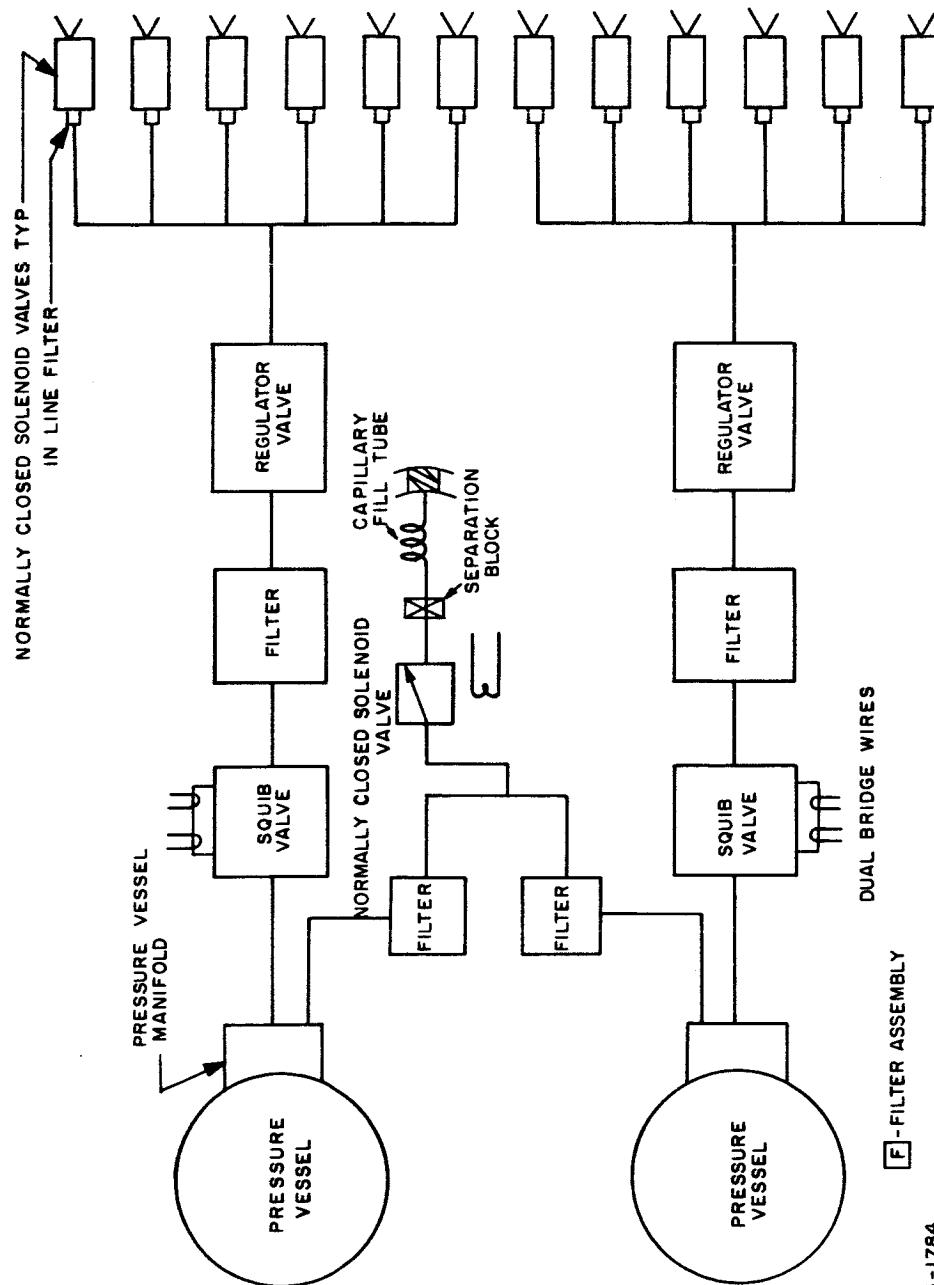 NORMALLY CLOSED SOLENOID VALVES TYP
IN LINE FILTER
PRESSURE VESSEL
MANIFOLD
PRESSURE
VESSEL
SQUIB
VALVE
FILTER
REGULATOR
VALVE
NORMALLY CLOSED SOLENOID
VALVE
CAPILLARY
FILL TUBE
SEPARATION
BLOCK
FILTER
FILTER
PRESSURE
VESSEL
SQUIB
VALVE
FILTER
REGULATOR
VALVE
DUAL BRIDGE WIRES
F -FILTER ASSEMBLY
-1784